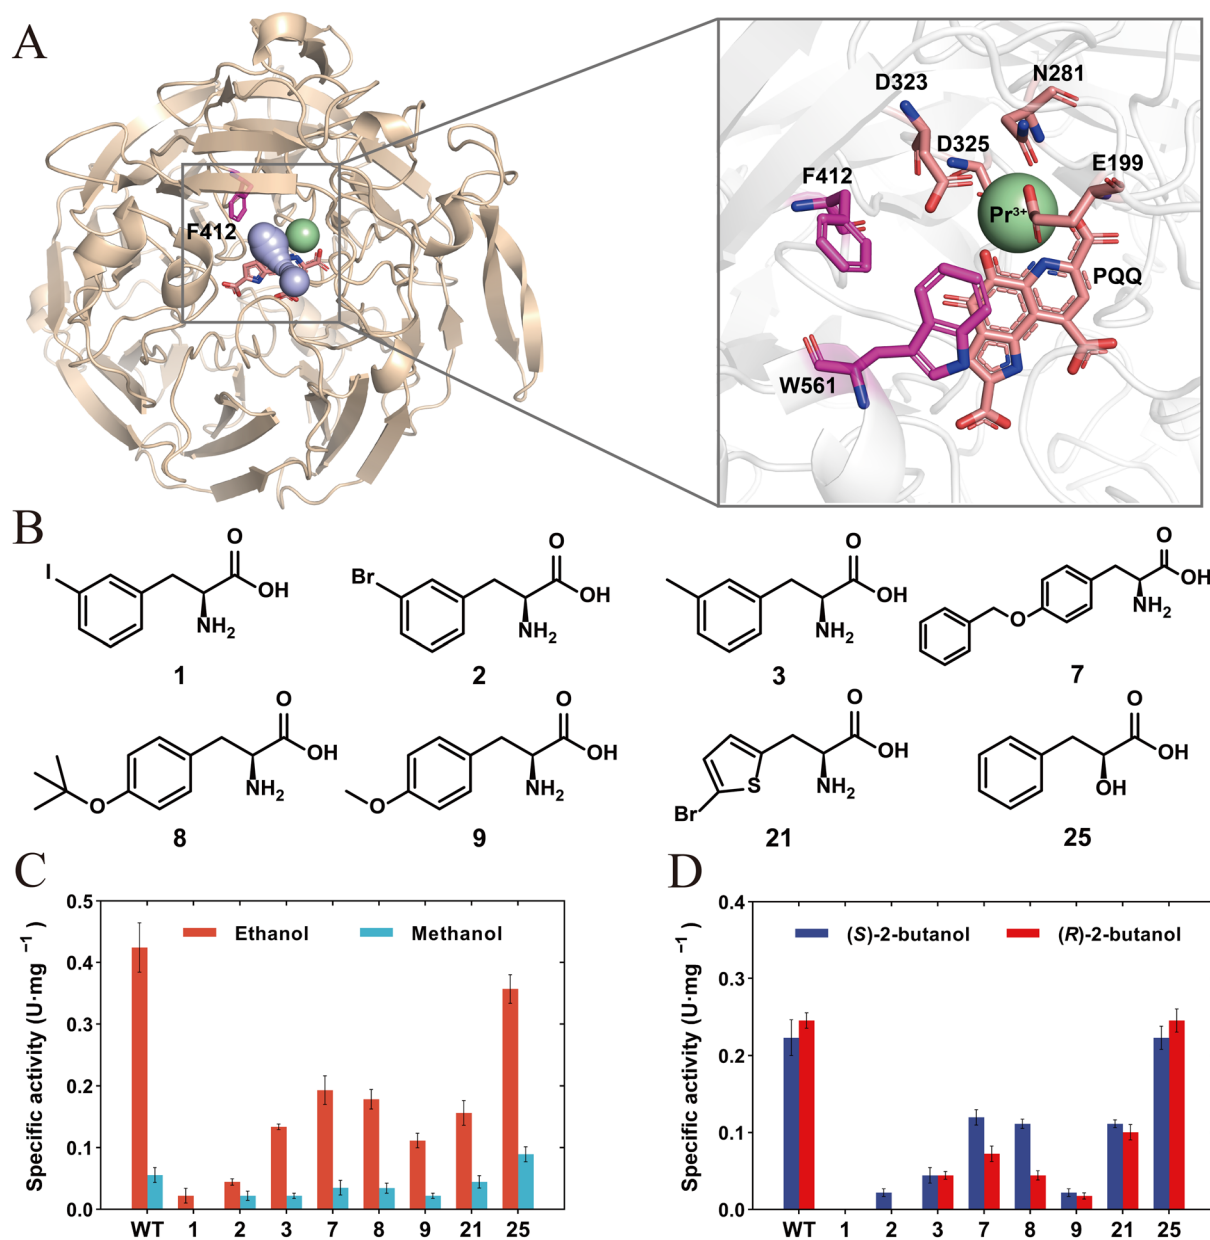 A
F412
D323
N281
D325
F412
E199
Pr³⁺
PQQ
W561
B
I
O
OH
NH₂
1
Br
O
OH
NH₂
2
O
OH
NH₂
3
O
OH
NH₂
O
7
O
OH
NH₂
O
8
O
OH
NH₂
O
9
O
OH
NH₂
S
Br
21
O
OH
OH
25
C
Specific activity (U·mg ⁻¹ )
0.5
0.4
0.3
0.2
0.1
0.0
Ethanol Methanol
WT 1 2 3 7 8 9 21 25
D
Specific activity (U·mg ⁻¹ )
0.4
0.3
0.2
0.1
0.0
(S)-2-butanol (R)-2-butanol
WT 1 2 3 7 8 9 21 25